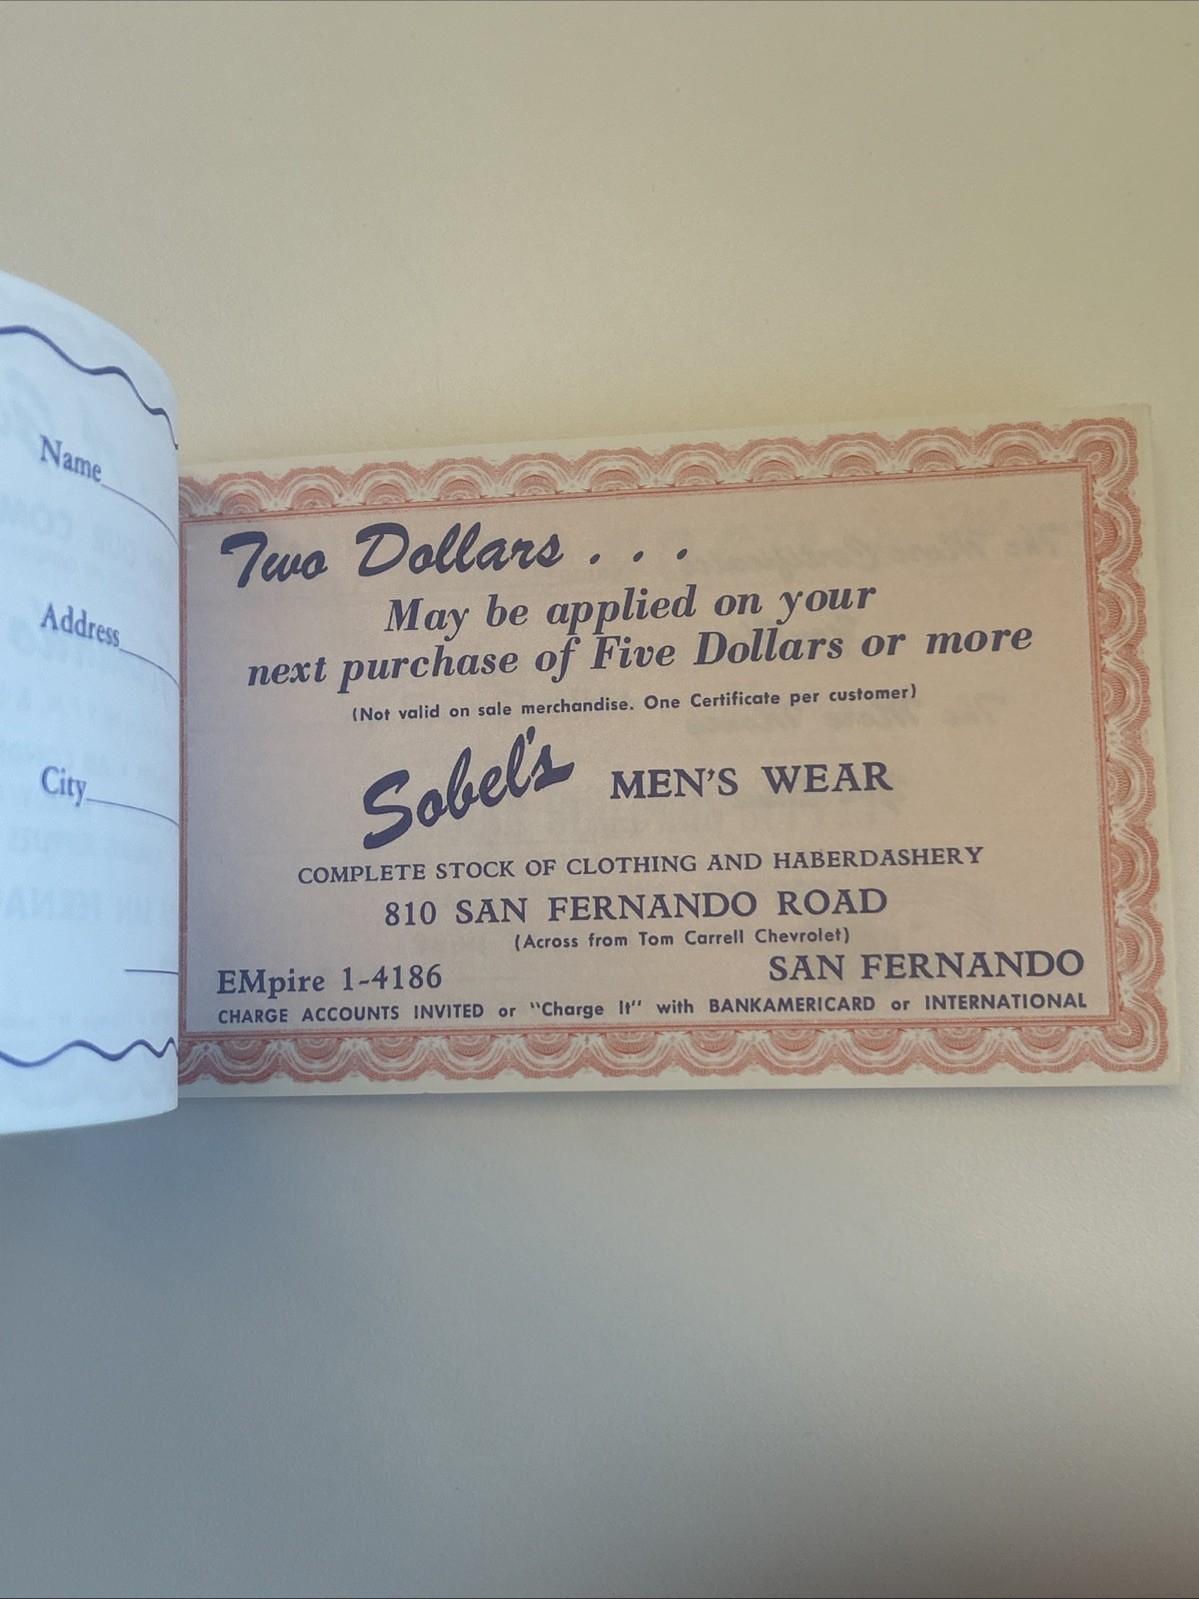 Name
Address
City
Two Dollars . . .
May be applied on your
next purchase of Five Dollars or more
(Not valid on sale merchandise. One Certificate per customer)
Sobel's MEN'S WEAR
COMPLETE STOCK OF CLOTHING AND HABERDASHERY
810 SAN FERNANDO ROAD
(Across from Tom Carrell Chevrolet)
EMpire 1-4186 SAN FERNANDO
CHARGE ACCOUNTS INVITED or "Charge It" with BANKAMERICARD or INTERNATIONAL